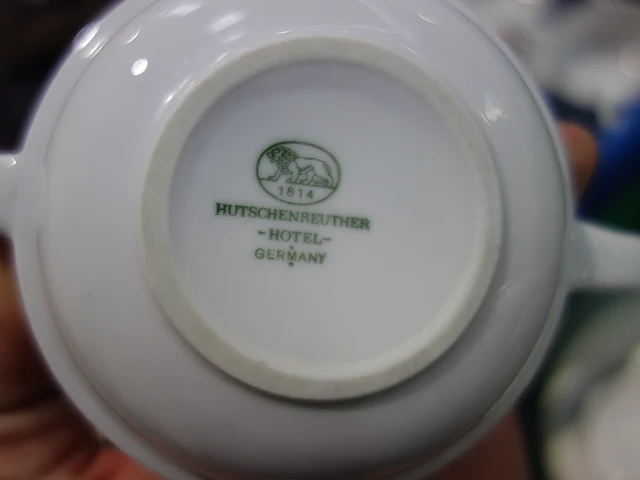 1814
HUTSCHENREUTHER
-HOTEL-
GERMANY